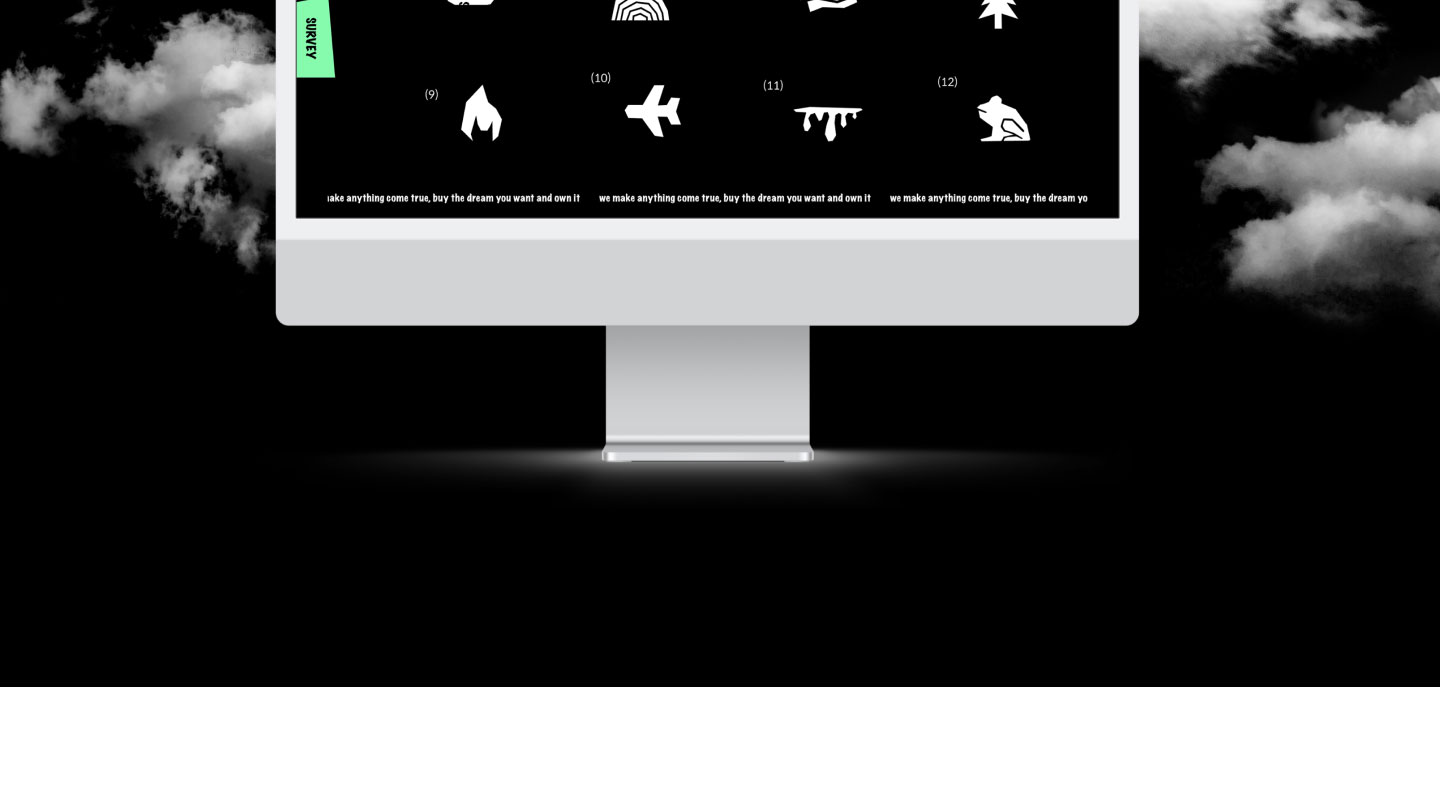 SURVEY
(9)
(10)
(11)
(12)
ake anything come true, buy the dream you want and own it we make anything come true, buy the dream you want and own it we make anything come true, buy the dream yo